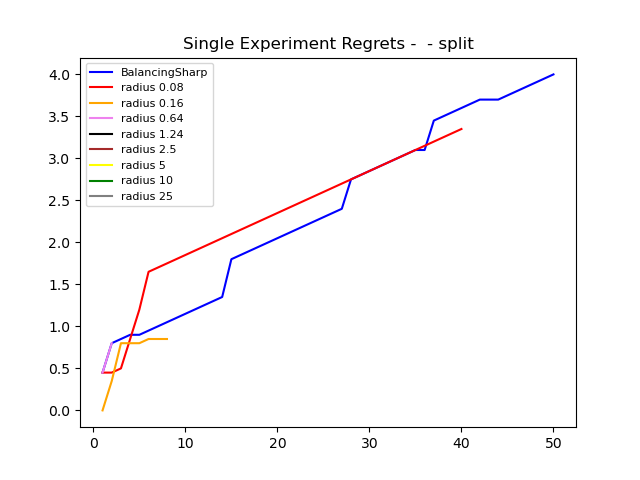 Single Experiment Regrets -  - split
BalancingSharp
radius 0.08
radius 0.16
radius 0.64
radius 1.24
radius 2.5
radius 5
radius 10
radius 25
4.0
3.5
3.0
2.5
2.0
1.5
1.0
0.5
0.0
0 10 20 30 40 50